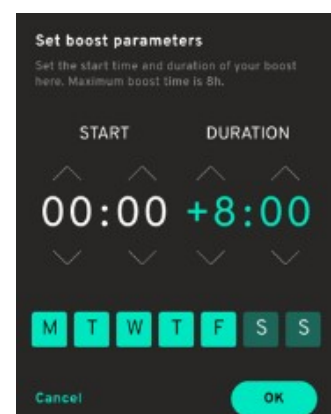 Set boost parameters
Set the start time and duration of your boost
here. Maximum boost time is 8h.
START DURATION
00:00 +8:00
M T W T F S S
Cancel OK